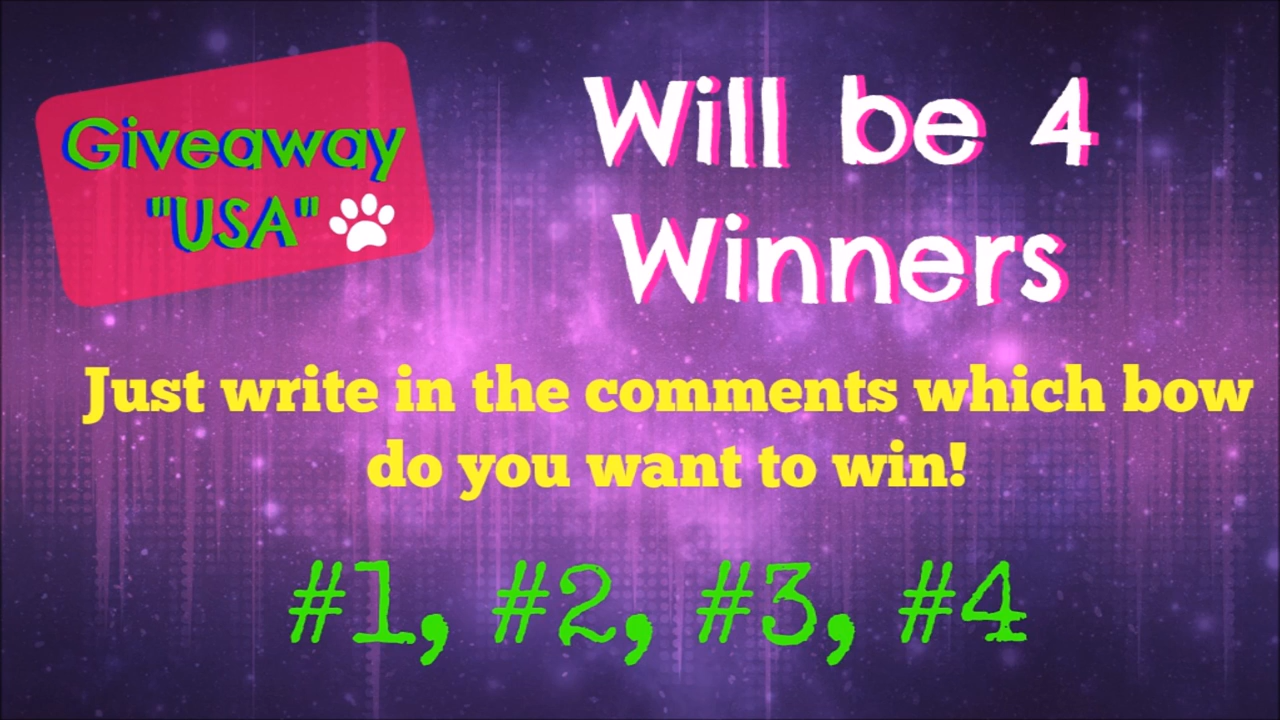 Giveaway
"USA"
Will be 4
Winners
Just write in the comments which bow
do you want to win!
#1, #2, #3, #4